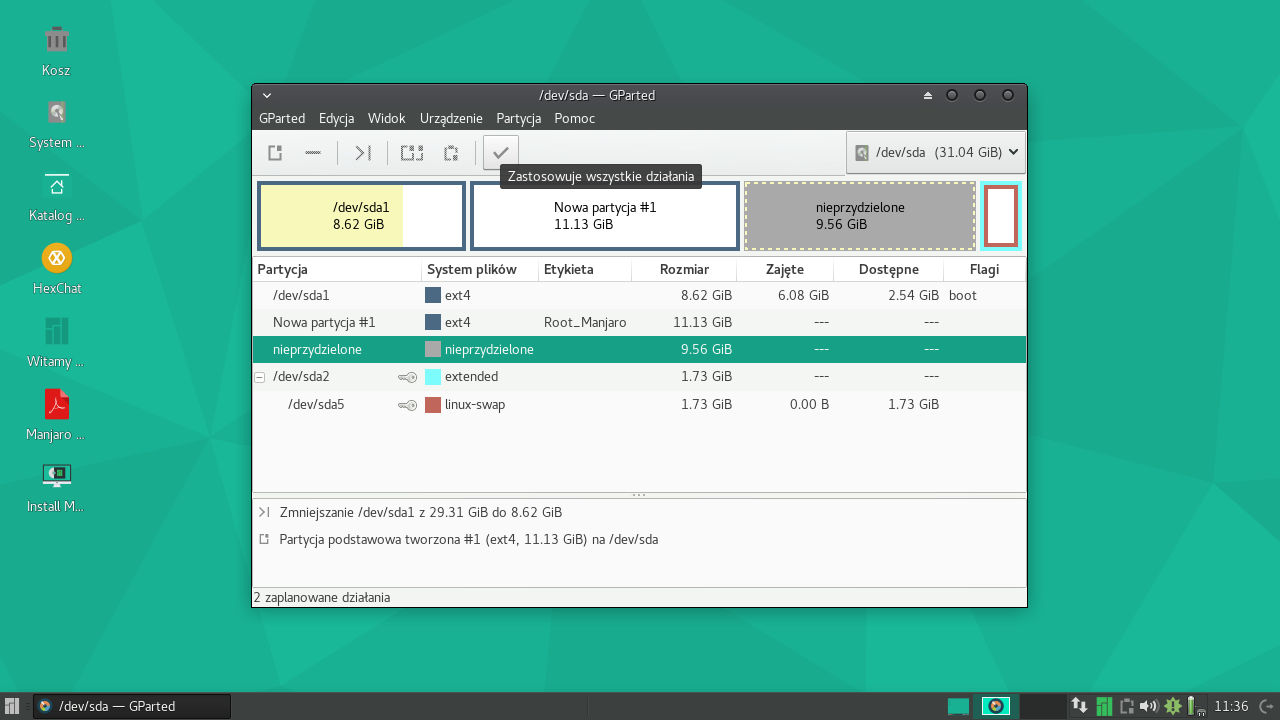 Kosz
System ...
Katalog ...
HexChat
Witamy ...
Manjaro ...
Install M...
/dev/sda — GParted
GParted Edycja Widok Urządzenie Partycja Pomoc
/dev/sda (31.04 GiB)
Zastosowuje wszystkie działania
/dev/sda1
8.62 GiB
Nowa partycja #1
11.13 GiB
nieprzydzielone
9.56 GiB
Partycja System plików Etykieta Rozmiar Zajęte Dostępne Flagi
/dev/sda1 ext4 8.62 GiB 6.08 GiB 2.54 GiB boot
Nowa partycja #1 ext4 Root_Manjaro 11.13 GiB --- ---
nieprzydzielone nieprzydzielone 9.56 GiB --- ---
/dev/sda2 extended 1.73 GiB --- ---
/dev/sda5 linux-swap 1.73 GiB 0.00 B 1.73 GiB
Zmniejszanie /dev/sda1 z 29.31 GiB do 8.62 GiB
Partycja podstawowa tworzona #1 (ext4, 11.13 GiB) na /dev/sda
2 zaplanowane działania
/dev/sda — GParted
11:36